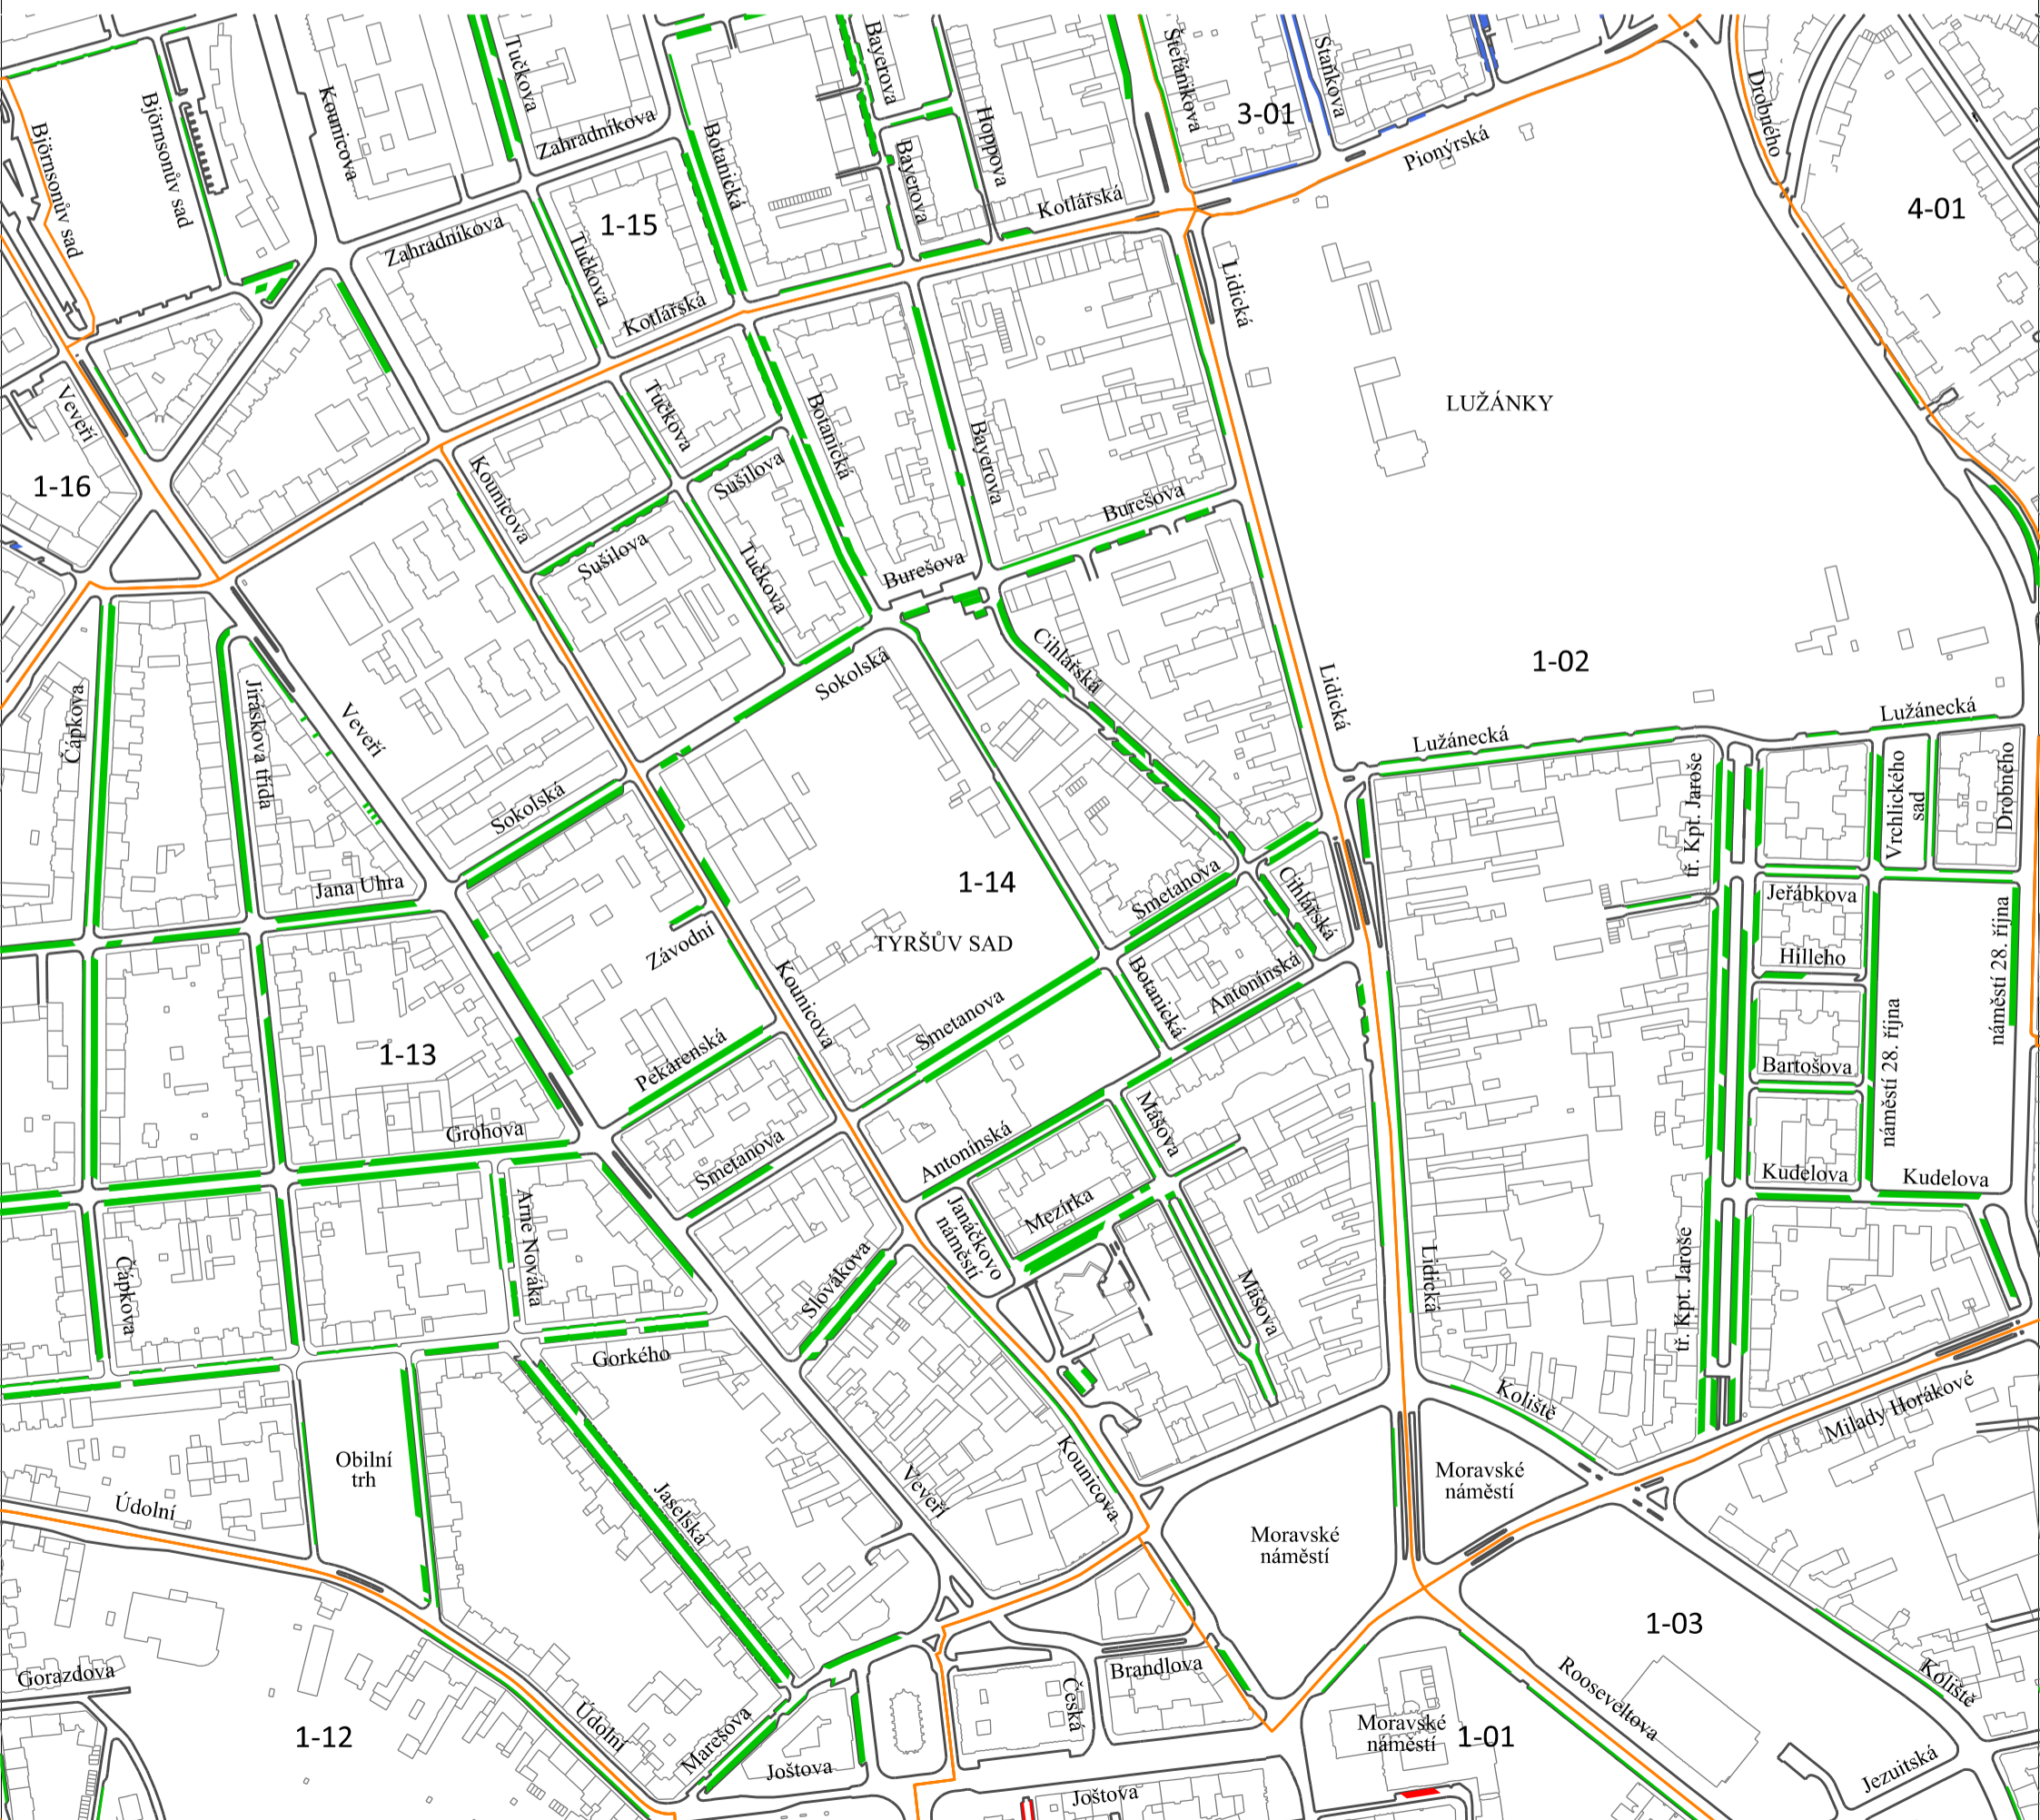 Tučkova
Bayerova
Štefánikova
Staňkova
3-01
Drobného
Kounicova
Björnsonův sad
Björnsonův sad
Zahradníkova
Botanická
Hoppova
Bayerova
Pionýrská
4-01
Kotlářská
1-15
Zahradníkova
Tučkova
Kotlářská
Lidická
Veveří
Tučkova
Botanická
LUŽÁNKY
Bayerova
1-16
Kounicova
Sušilova
Burešova
Sušilova
Tučkova
Burešova
Cihlářská
Sokolská
1-02
Lidická
Čápkova
Jiráskova třída
Veveří
Lužánecká
Lužánecká
Sokolská
tř. Kpt. Jaroše
Vrchlického
sad
Drobného
Jana Uhra
1-14
Smetanova
Cihlářská
Jeřábkova
Závodní
TYRŠŮV SAD
Hilleho
náměstí 28. října
Kounicova
Botanická
Antonínská
Smetanova
1-13
Pekárenská
Bartošova
náměstí 28. října
Grohova
Mášova
Antonínská
Smetanova
Kudelova
Kudelova
Arne Nováka
Mezírka
Janáčkovo
náměstí
Čápkova
Slovákova
Mášova
Lidická
tř. Kpt. Jaroše
Gorkého
Koliště
Milady Horákové
Obilní
trh
Kounicova
Moravské
náměstí
Veveří
Údolní
Jaselská
Moravské
náměstí
1-03
Gorazdova
Brandlova
Roosveltova
Koliště
Česká
Údolní
Marešova
1-12
Moravské
náměstí
1-01
Joštova
Jezuitská
Joštova